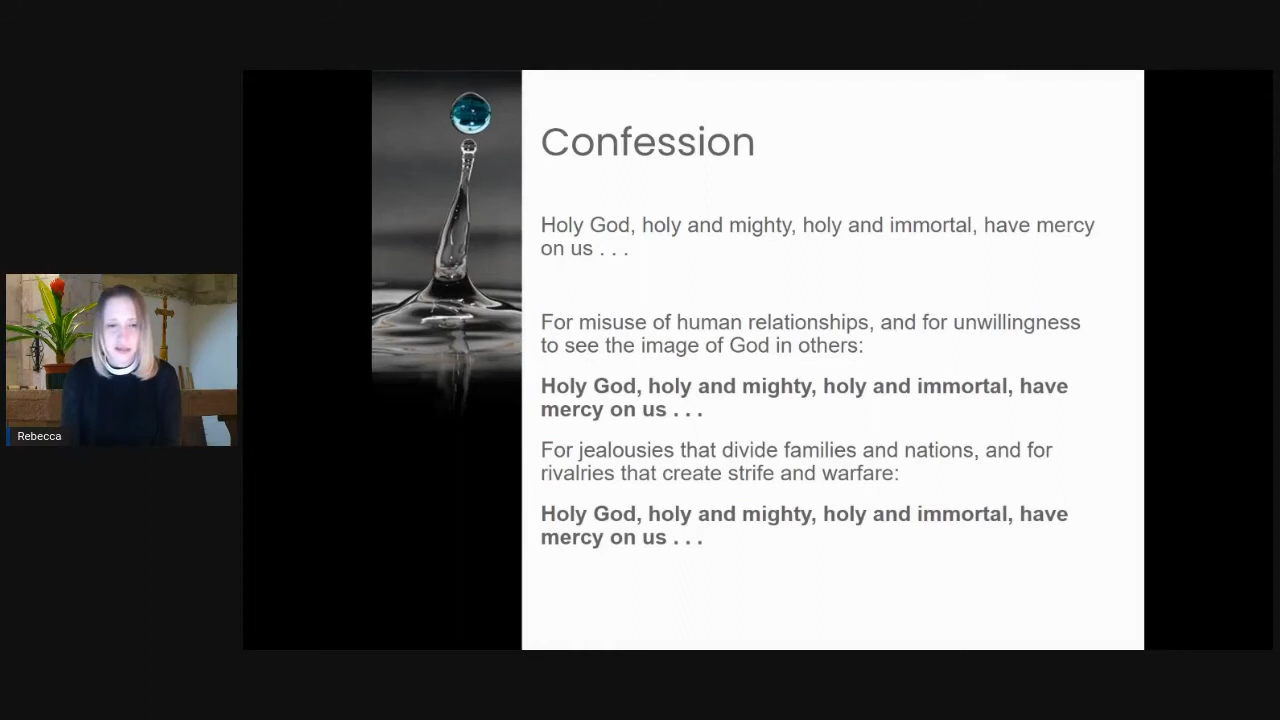 Confession
Holy God, holy and mighty, holy and immortal, have mercy
on us . . .
For misuse of human relationships, and for unwillingness
to see the image of God in others:
Holy God, holy and mighty, holy and immortal, have
mercy on us . . .
For jealousies that divide families and nations, and for
rivalries that create strife and warfare:
Holy God, holy and mighty, holy and immortal, have
mercy on us . . .
Rebecca